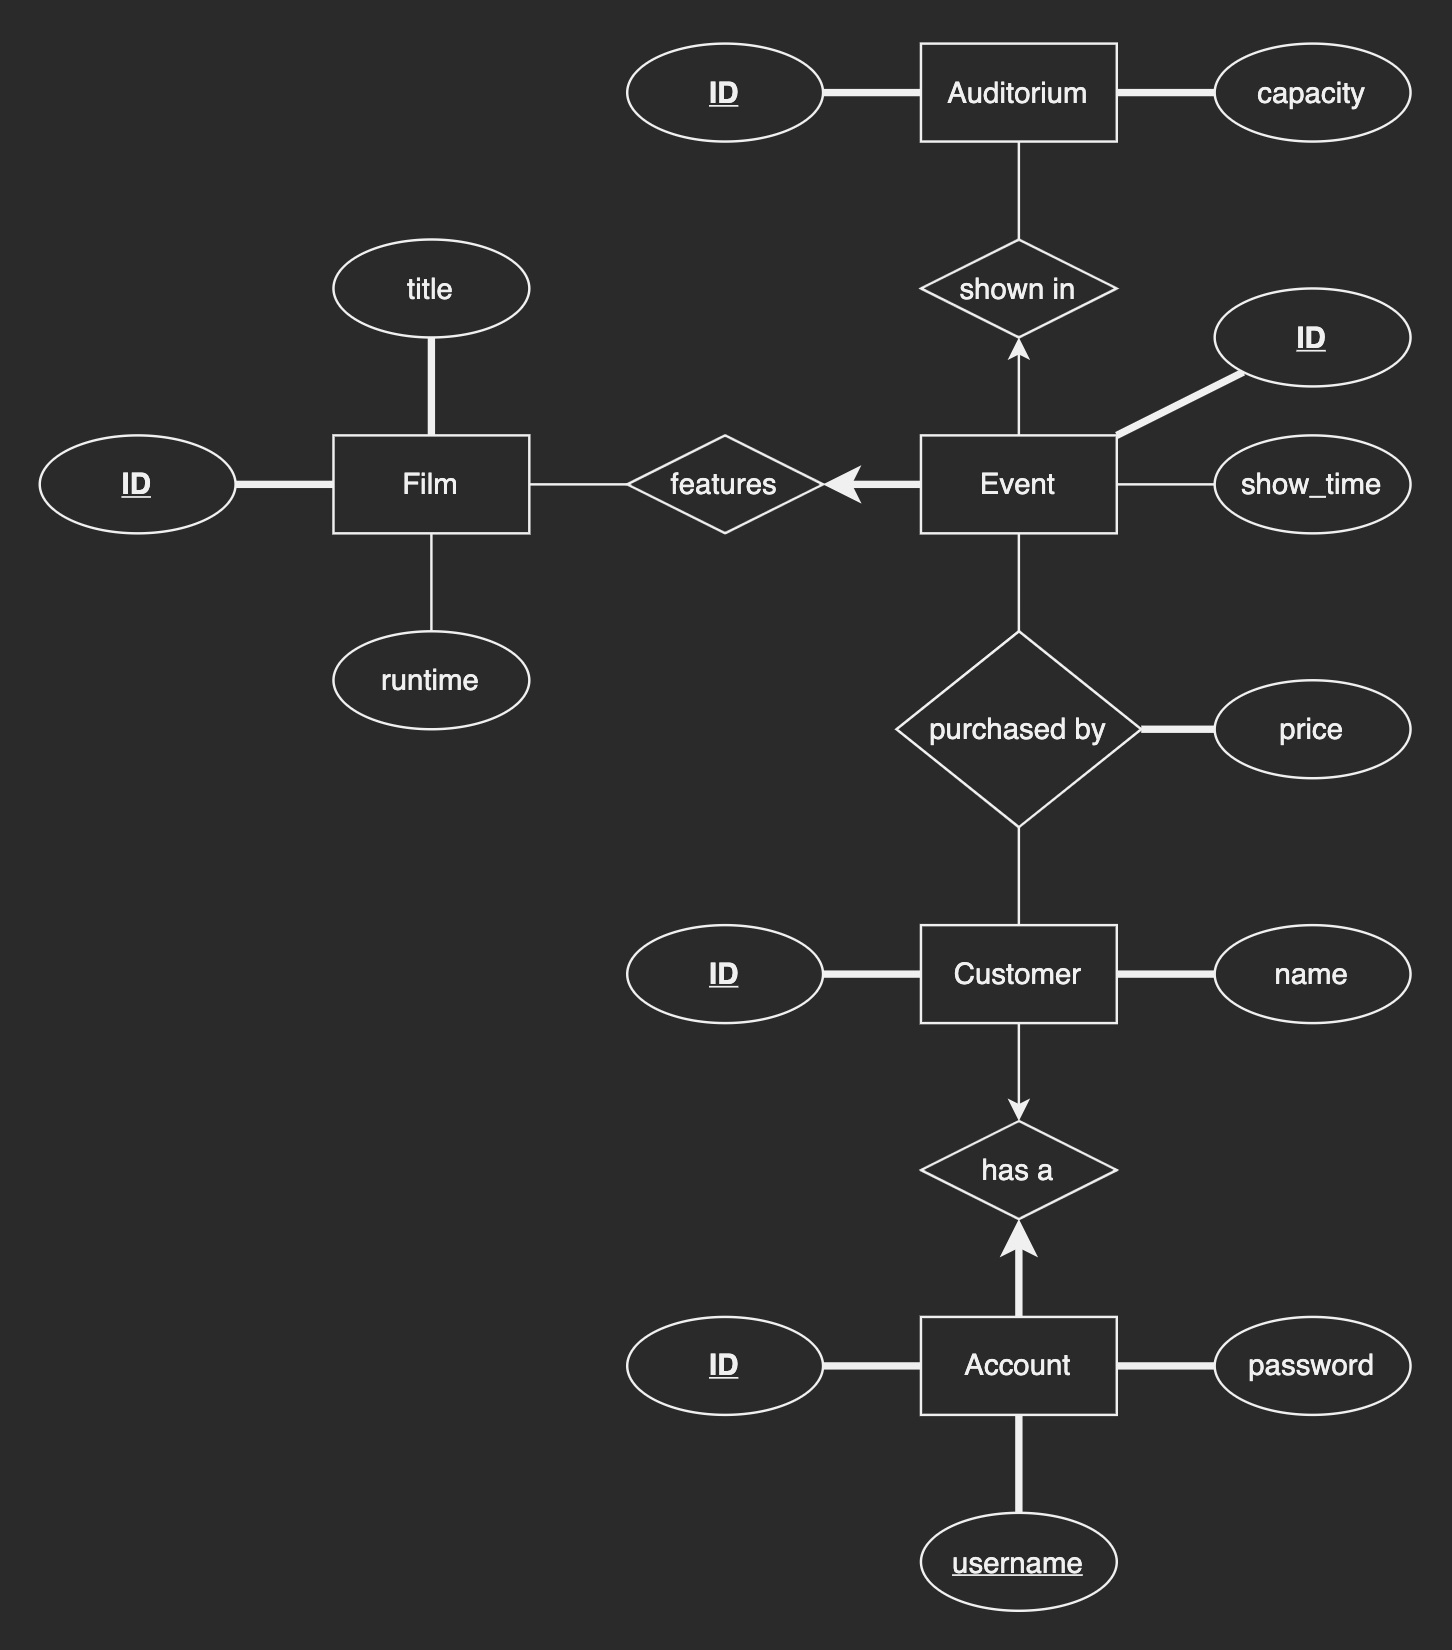 ID
Auditorium
capacity
title
shown in
ID
ID
Film
features
Event
show_time
runtime
purchased by
price
ID
Customer
name
has a
ID
Account
password
username